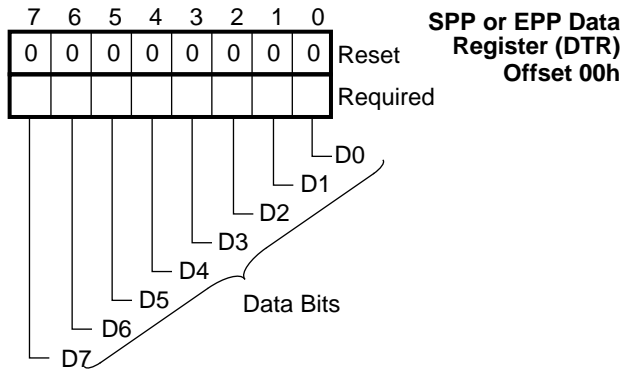 7 6 5 4 3 2 1 0
SPP or EPP Data
Register (DTR)
Offset 00h
0 0 0 0 0 0 0 0 Reset
Required
D0
D1
D2
D3
D4
D5
D6
D7
Data Bits